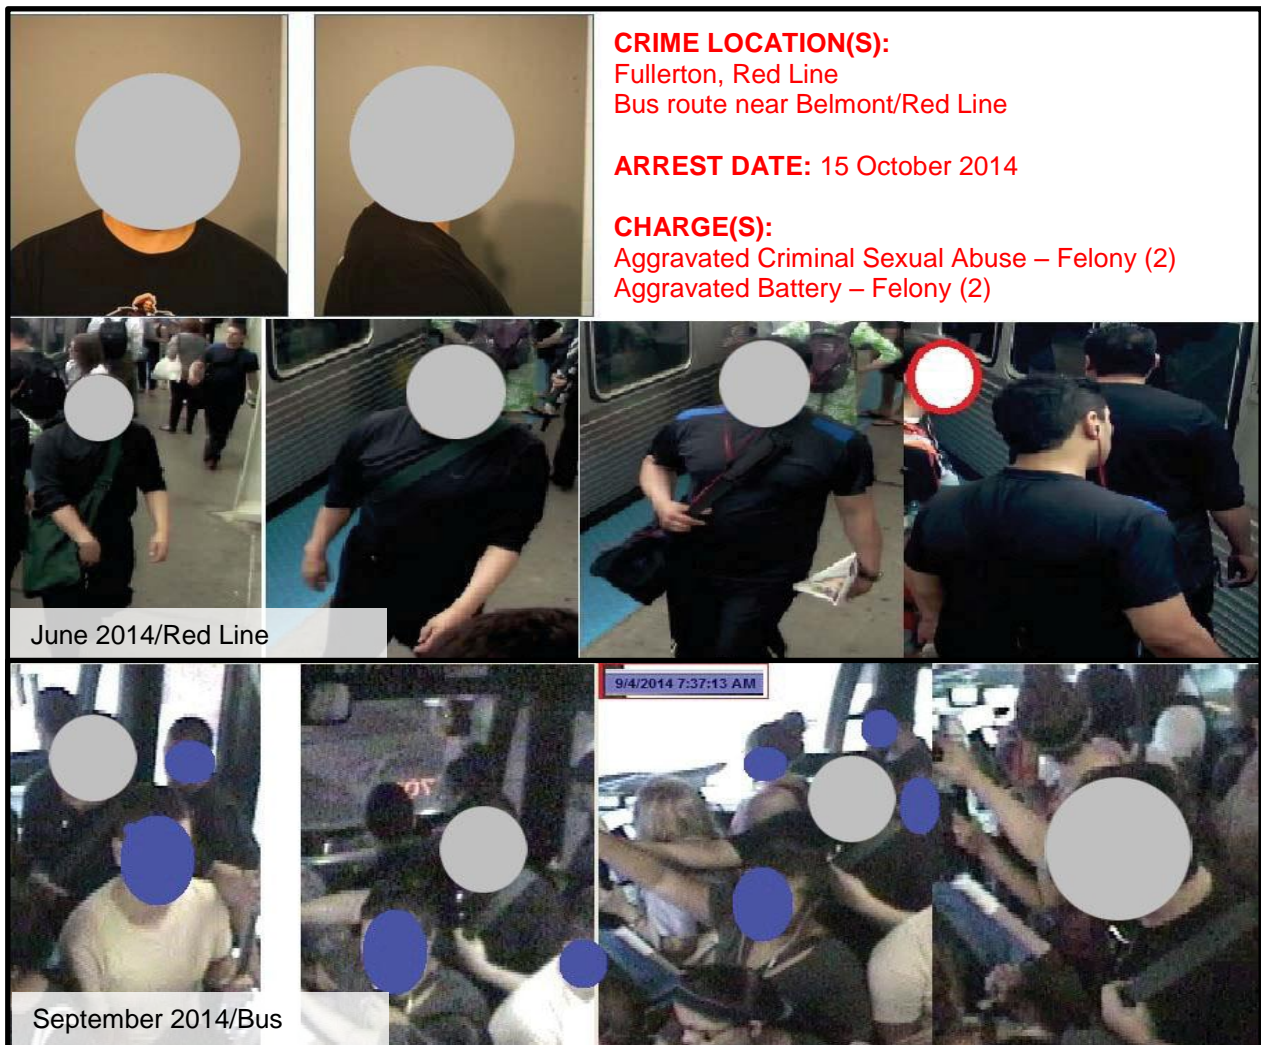 CRIME LOCATION(S):
Fullerton, Red Line
Bus route near Belmont/Red Line
ARREST DATE: 15 October 2014
CHARGE(S):
Aggravated Criminal Sexual Abuse – Felony (2)
Aggravated Battery – Felony (2)
June 2014/Red Line
9/4/2014 7:37:13 AM
September 2014/Bus